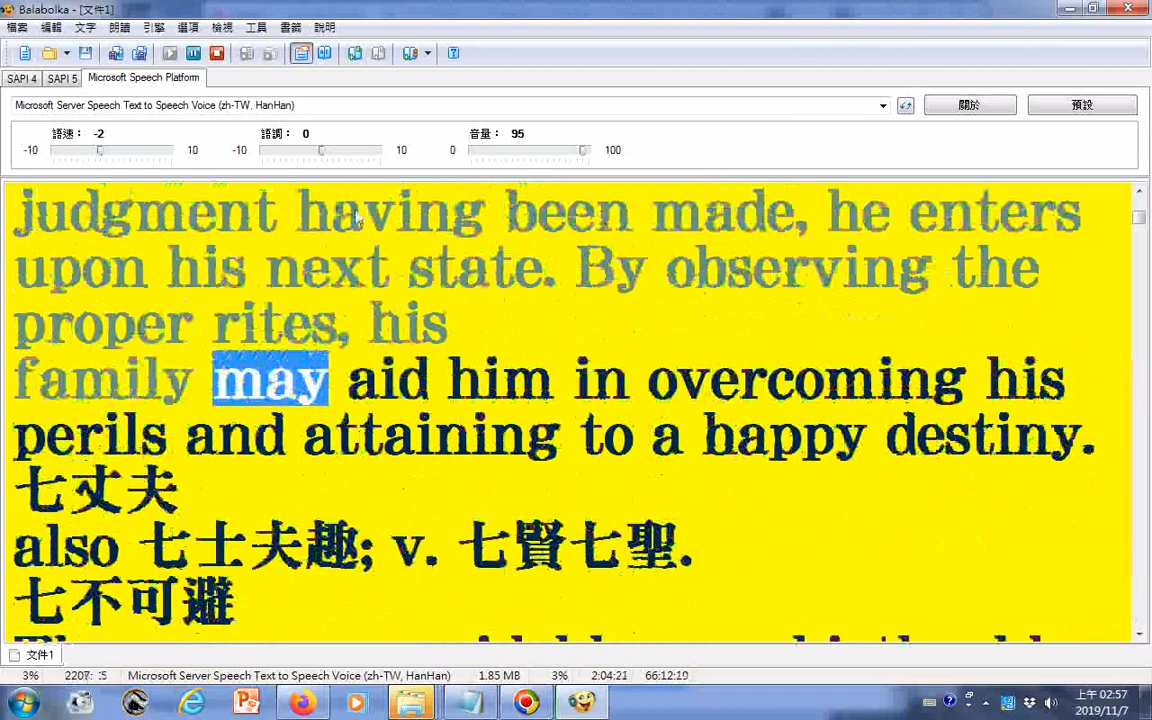 Balabolka - [文件1]
檔案 編輯 文字 朗讀 引擎 選項 檢視 工具 書籤 說明
SAPI 4 SAPI 5 Microsoft Speech Platform
Microsoft Server Speech Text to Speech Voice (zh-TW, HanHan) 關於 預設
語速： -2 語調： 0 音量： 95
-10 10 -10 10 0 100
judgment having been made, he enters
upon his next state. By observing the
proper rites, his
family may aid him in overcoming his
perils and attaining to a happy destiny.
七丈夫
also 七士夫趣; v. 七賢七聖.
七不可避
文件1
3% Microsoft Server Speech Text to Speech Voice (zh-TW, HanHan) 1.85 MB 3% 2:04:21 66:12:19
上午 02:57
2019/11/7